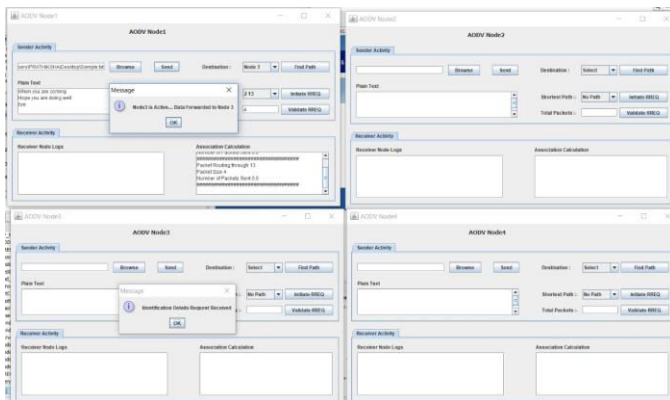 AODV Node1
AODV Node1
Sender Activity
Browse Send Destination : Node 3 Find Path
Plain Text
When you are coming
Hope you are doing well
bye
2 13 Initiate RREQ
4 Validate RREQ
Message
Node3 is Active... Data Forwarded to Node 3
OK
Receiver Activity
Receiver Node Logs Association Calculation
Packet Routing through 13
Packet Size 4
Number of Packets Sent 0.0
AODV Node2
AODV Node2
Sender Activity
Browse Send Destination : Select Find Path
Plain Text
Shortest Path : No Path Initiate RREQ
Total Packets : Validate RREQ
Receiver Activity
Receiver Node Logs Association Calculation
AODV Node3
AODV Node3
Sender Activity
Browse Send Destination : Select Find Path
Plain Text
No Path Initiate RREQ
Validate RREQ
Message
Identification Details Request Received
OK
Receiver Activity
Receiver Node Logs Association Calculation
AODV Node4
AODV Node4
Sender Activity
Browse Send Destination : Select Find Path
Plain Text
Shortest Path : No Path Initiate RREQ
Total Packets : Validate RREQ
Receiver Activity
Receiver Node Logs Association Calculation